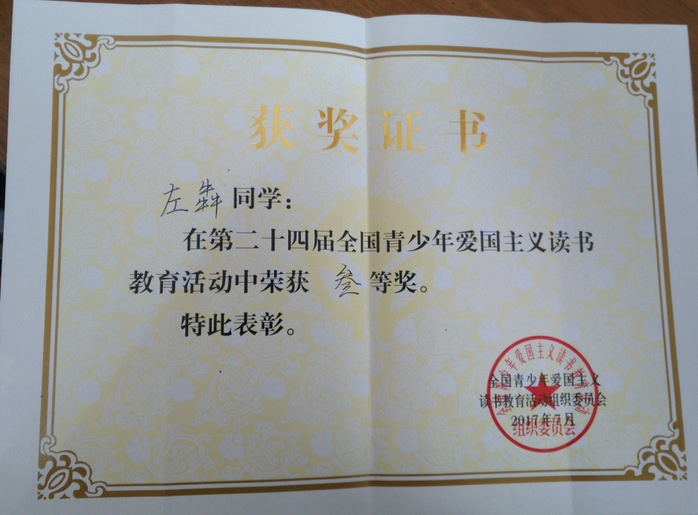 获奖证书
左犇同学：
在第二十四届全国青少年爱国主义读书
教育活动中荣获 叁 等奖。
特此表彰。
全国青少年爱国主义
读书教育活动组织委员会
2017年7月
组织委员会